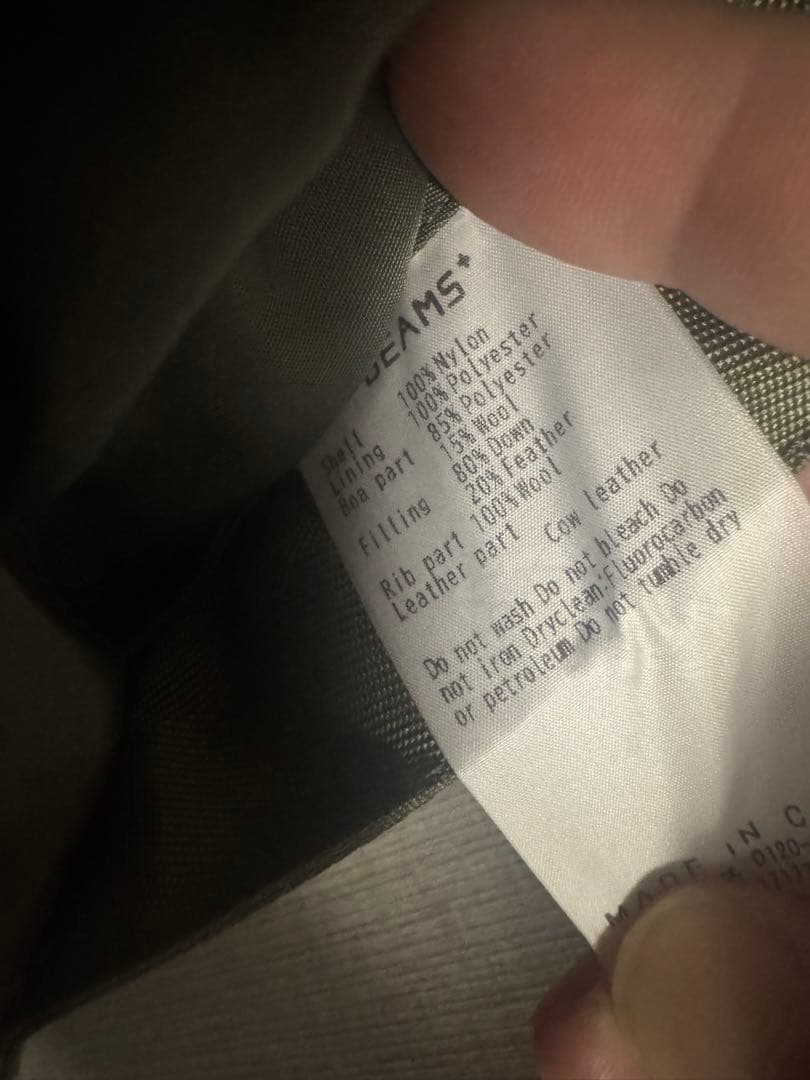 BEAMS+
Shell 100% Nylon
Lining 100% Polyester
Boa part 85% Polyester
15% Wool
Filling 80% Down
20% Feather
Rib part 100% Wool
Leather part Cow leather
Do not wash Do not bleach Do
not iron Dryclean:Fluorocarbon
or petroleum Do not tumble dry
MADE IN C